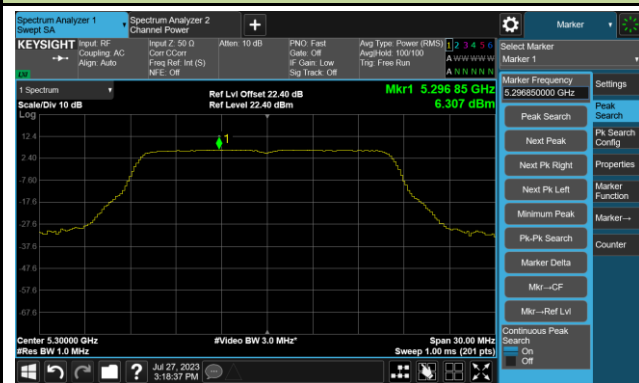 Spectrum Analyzer 1
Swept SA
Spectrum Analyzer 2
Channel Power
+
Marker
KEYSIGHT
Input: RF
Coupling: AC
Align: Auto
Input Z: 50 Ω
Corr CCorr
Freq Ref: Int (S)
NFE: Off
Atten: 10 dB
PNO: Fast
Gate: Off
IF Gain: Low
Sig Track: Off
Avg Type: Power (RMS)
Avg|Hold: 100/100
Trig: Free Run
1 2 3 4 5 6
A W W W W W
A N N N N N
Select Marker
Marker 1
1 Spectrum
Scale/Div 10 dB
Log
Ref Lvl Offset 22.40 dB
Ref Level 22.40 dBm
Mkr1 5.296 85 GHz
6.307 dBm
12.4
2.40
-7.60
-17.6
-27.6
-37.6
-47.6
-57.6
-67.6
1
Center 5.30000 GHz
#Res BW 1.0 MHz
#Video BW 3.0 MHz*
Span 30.00 MHz
Sweep 1.00 ms (201 pts)
Marker Frequency
5.296850000 GHz
Peak Search
Next Peak
Next Pk Right
Next Pk Left
Minimum Peak
Pk-Pk Search
Marker Delta
Mkr→CF
Mkr→Ref Lvl
Continuous Peak
Search
On
Off
Settings
Peak
Search
Pk Search
Config
Properties
Marker
Function
Marker→
Counter
?
Jul 27, 2023
3:18:37 PM